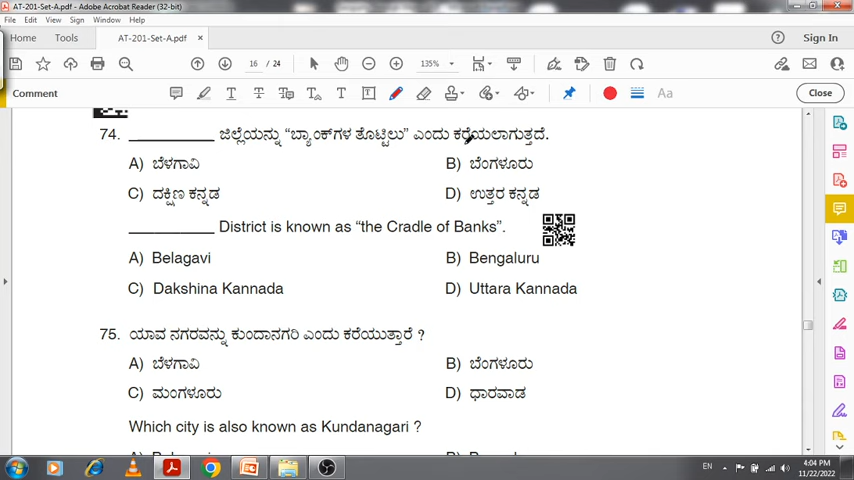 AT-201-Set-A.pdf - Adobe Acrobat Reader (32-bit)
File Edit View Sign Window Help
Home Tools AT-201-Set-A.pdf × Sign In
16 / 24 135%
Comment Aa Close
74. __________ ಜಿಲ್ಲೆಯನ್ನು “ಬ್ಯಾಂಕ್‌ಗಳ ತೊಟ್ಟಿಲು” ಎಂದು ಕರೆಯಲಾಗುತ್ತದೆ.
A) ಬೆಳಗಾವಿ B) ಬೆಂಗಳೂರು
C) ದಕ್ಷಿಣ ಕನ್ನಡ D) ಉತ್ತರ ಕನ್ನಡ
__________ District is known as “the Cradle of Banks”.
A) Belagavi B) Bengaluru
C) Dakshina Kannada D) Uttara Kannada
75. ಯಾವ ನಗರವನ್ನು ಕುಂದಾನಗರಿ ಎಂದು ಕರೆಯುತ್ತಾರೆ ?
A) ಬೆಳಗಾವಿ B) ಬೆಂಗಳೂರು
C) ಮಂಗಳೂರು D) ಧಾರವಾಡ
Which city is also known as Kundanagari ?
EN 4:04 PM
11/22/2022